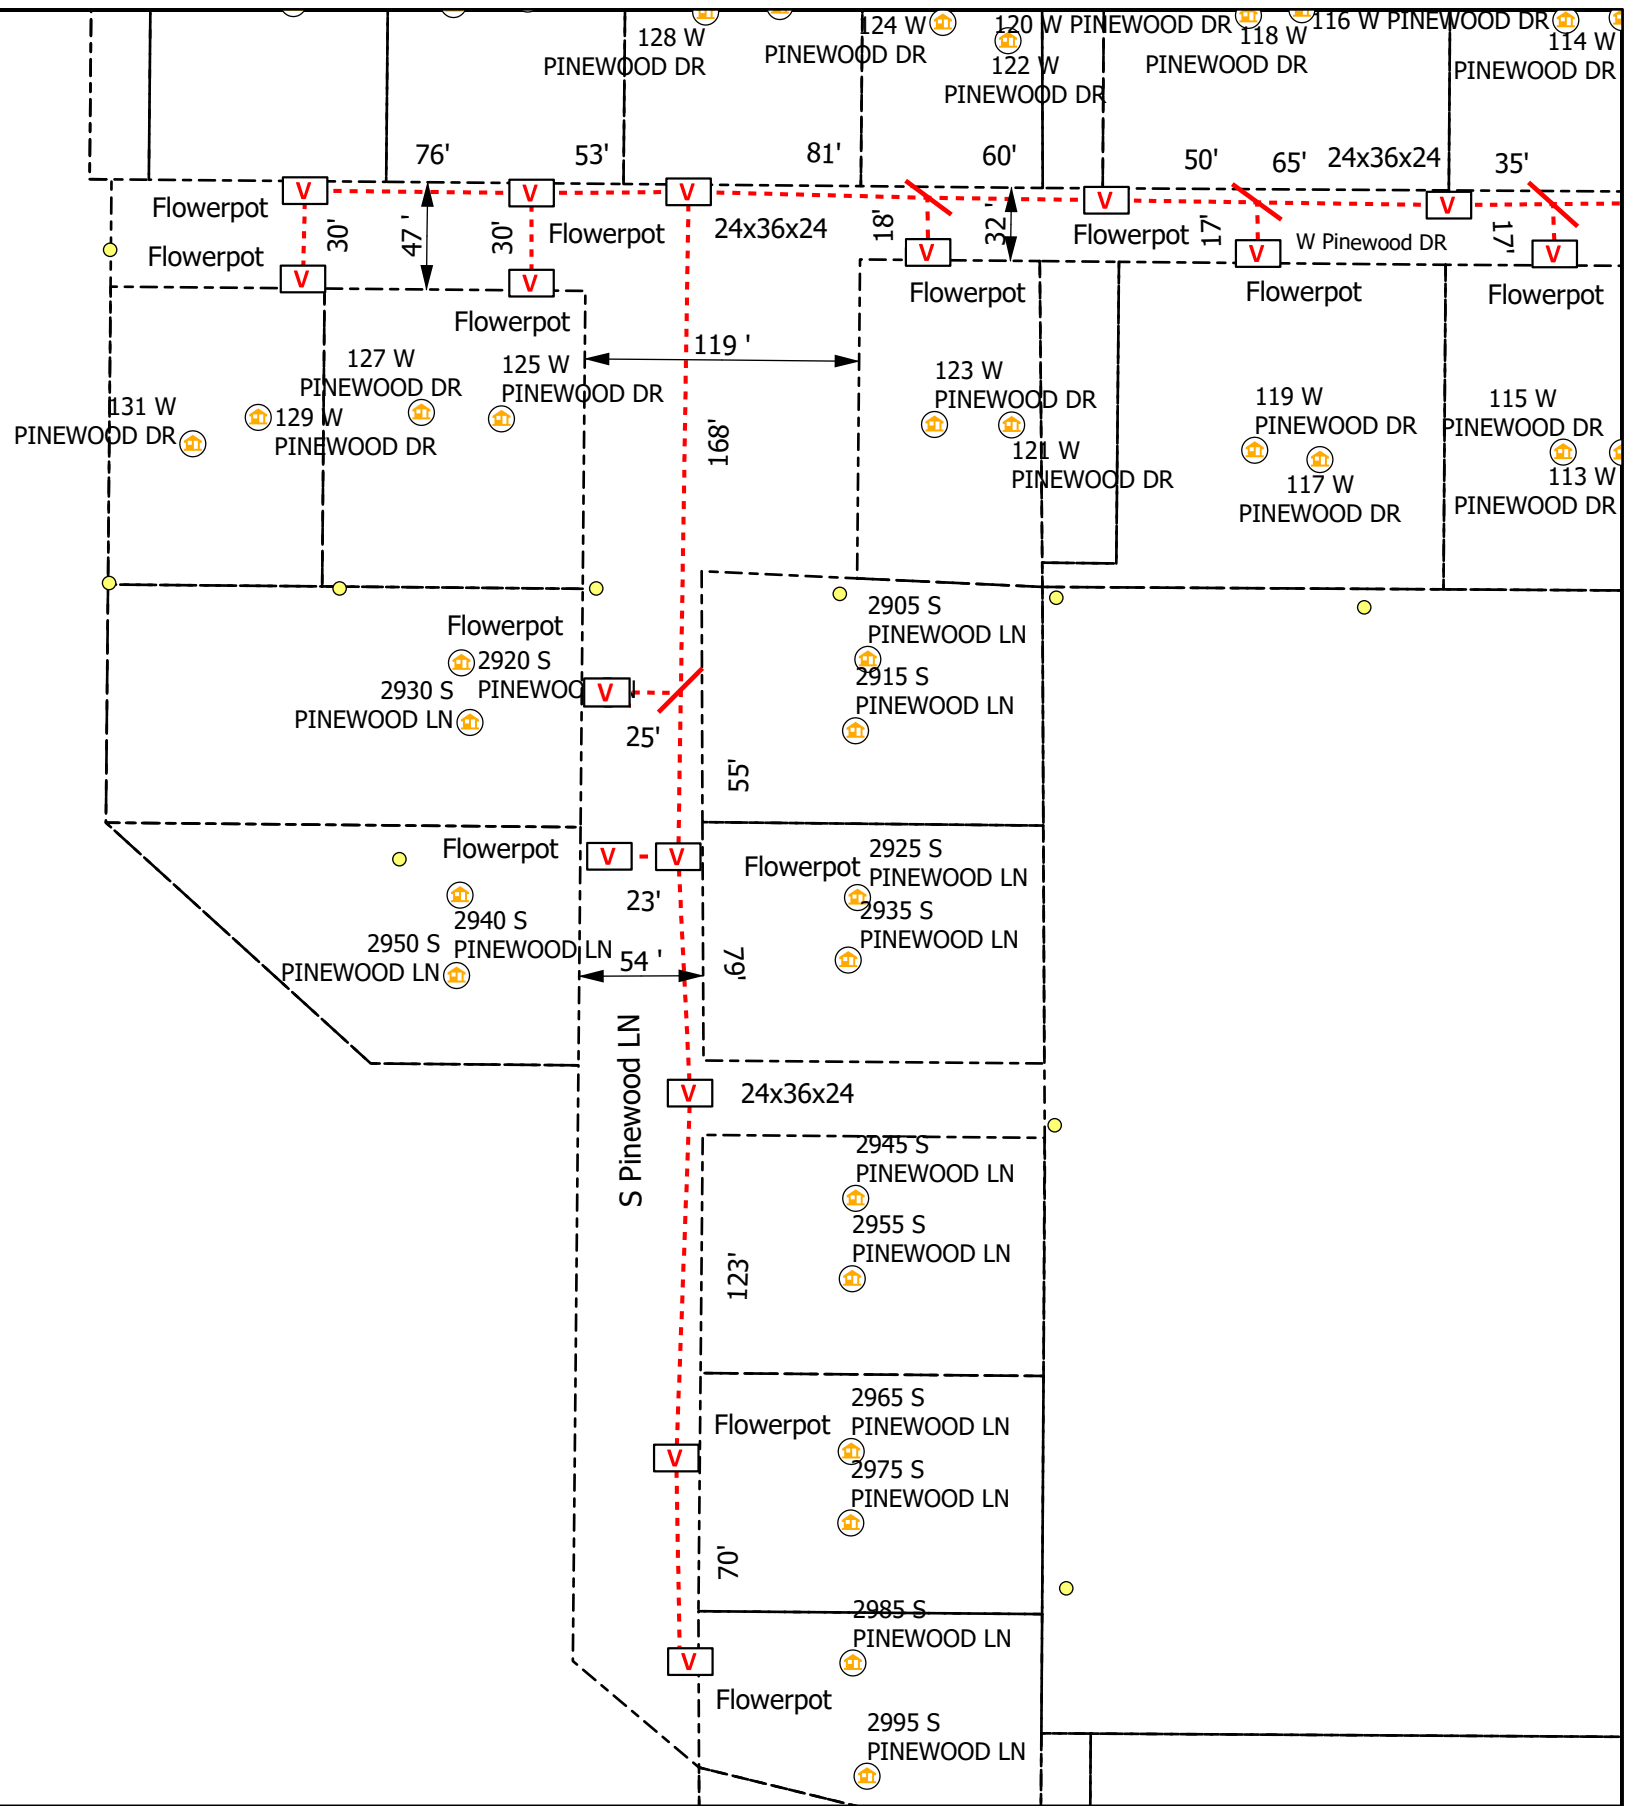 128 W
PINEWOOD DR
124 W
PINEWOOD DR
120 W PINEWOOD DR
122 W
PINEWOOD DR
118 W
PINEWOOD DR
116 W PINEWOOD DR
114 W
PINEWOOD DR
76'
53'
81'
60'
50'
65'
24x36x24
35'
V
V
V
V
V
Flowerpot
Flowerpot
30'
47 '
30'
Flowerpot
24x36x24
18'
32 '
Flowerpot
17'
W Pinewood DR
17'
V
V
V
V
V
Flowerpot
Flowerpot
Flowerpot
Flowerpot
119 '
131 W
PINEWOOD DR
129 W
PINEWOOD DR
127 W
PINEWOOD DR
125 W
PINEWOOD DR
168'
123 W
PINEWOOD DR
121 W
PINEWOOD DR
119 W
PINEWOOD DR
117 W
PINEWOOD DR
115 W
PINEWOOD DR
113 W
PINEWOOD DR
Flowerpot
2920 S
2930 S
PINEWOOD LN
V
25'
2905 S
PINEWOOD LN
2915 S
PINEWOOD LN
55'
Flowerpot
V
V
23'
Flowerpot
2925 S
PINEWOOD LN
2935 S
PINEWOOD LN
2940 S
PINEWOOD LN
2950 S
PINEWOOD LN
54 '
79'
S Pinewood LN
V
24x36x24
2945 S
PINEWOOD LN
2955 S
PINEWOOD LN
123'
Flowerpot
V
2965 S
PINEWOOD LN
2975 S
PINEWOOD LN
70'
V
Flowerpot
2985 S
PINEWOOD LN
2995 S
PINEWOOD LN